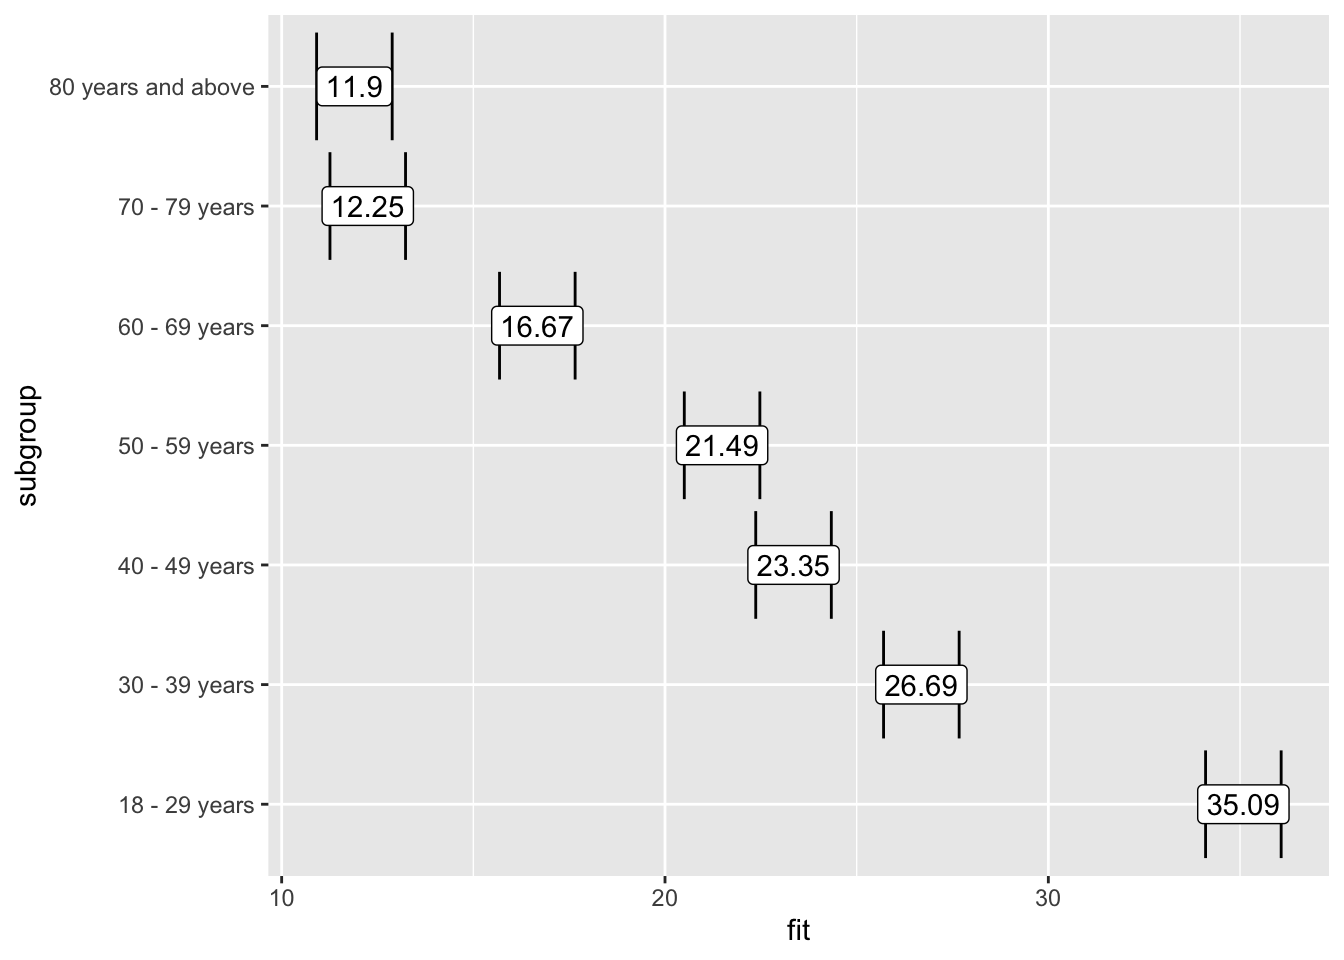 80 years and above
11.9
70 - 79 years
12.25
60 - 69 years
16.67
50 - 59 years
21.49
40 - 49 years
23.35
30 - 39 years
26.69
18 - 29 years
35.09
subgroup
10
20
30
fit